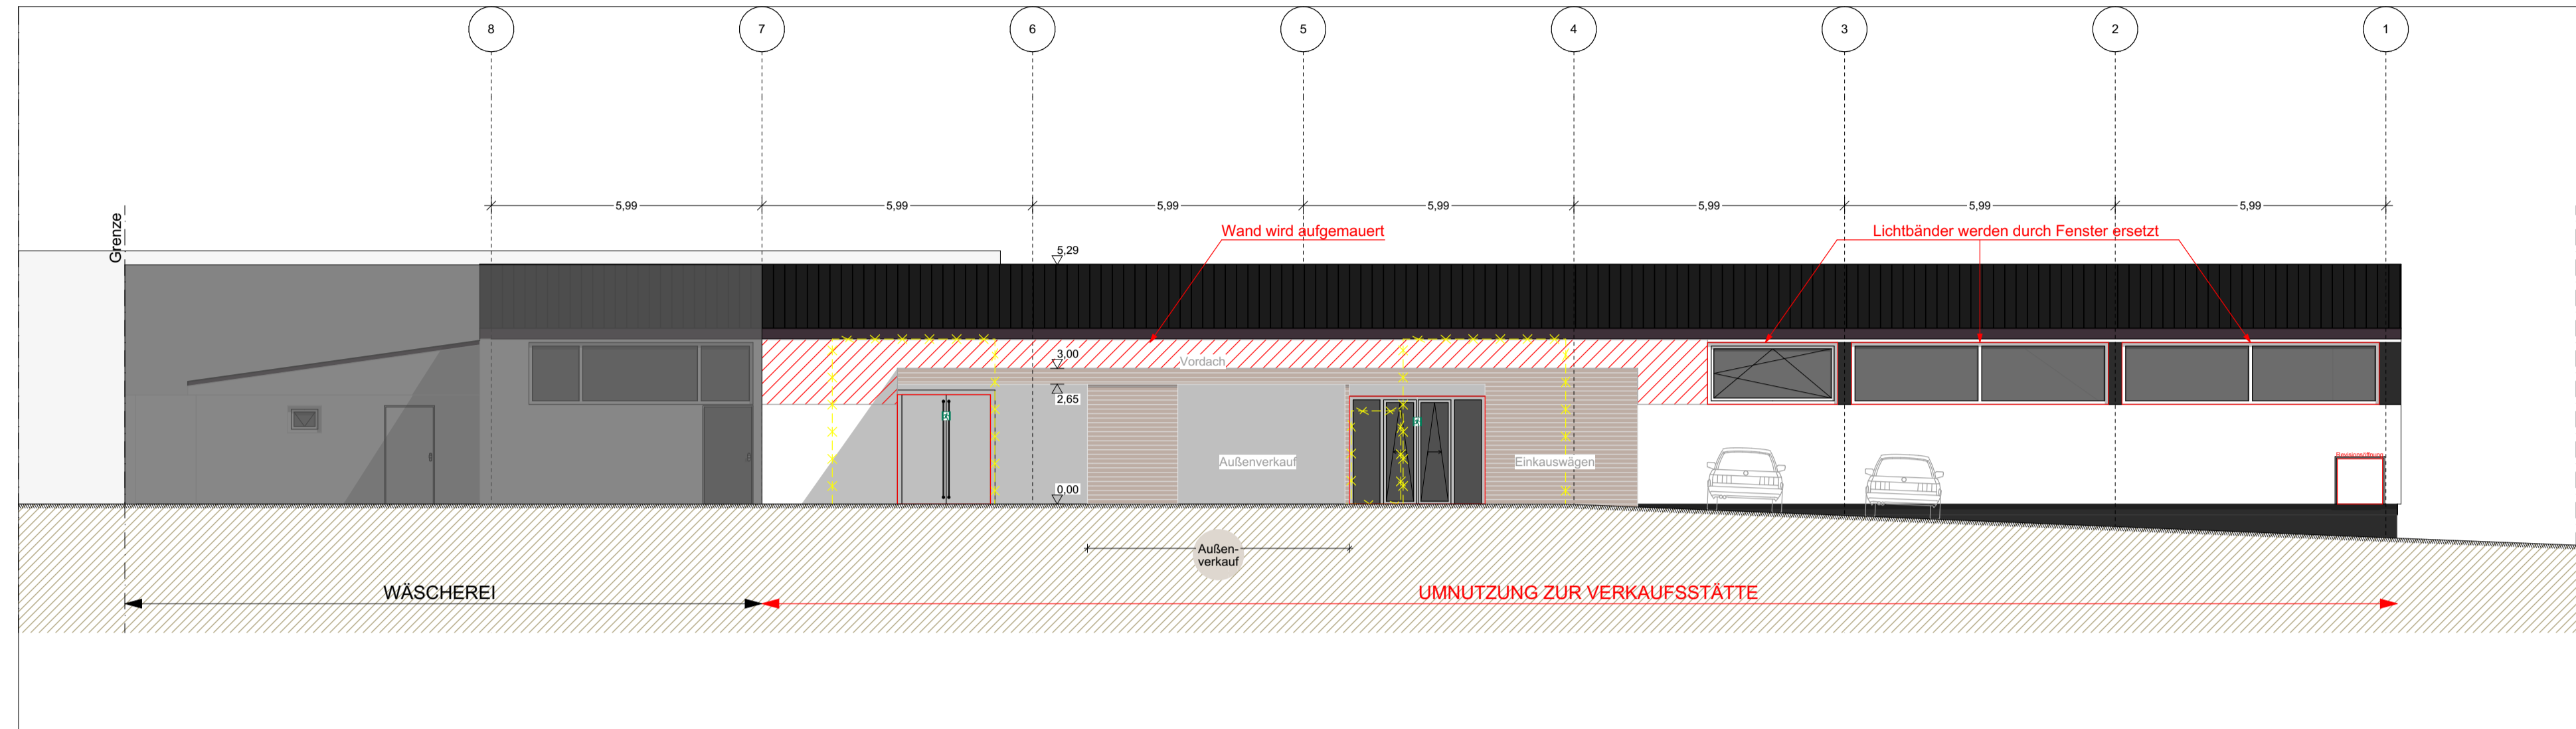 8 7 6 5 4 3 2 1
Grenze
5,99 5,99 5,99 5,99 5,99 5,99 5,99
Wand wird aufgemauert
Lichtbänder werden durch Fenster ersetzt
5,29
3,00
Vordach
2,65
Außenverkauf
Einkauswägen
Revisionsöffnung
0,00
Außen-
verkauf
WÄSCHEREI
UMNUTZUNG ZUR VERKAUFSSTÄTTE